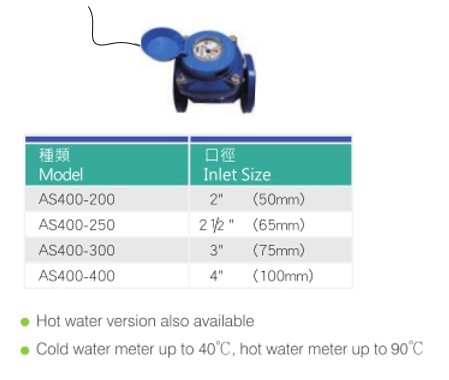 種類 口徑
Model Inlet Size
AS400-200 2" (50mm)
AS400-250 2 1/2 " (65mm)
AS400-300 3" (75mm)
AS400-400 4" (100mm)
Hot water version also available
Cold water meter up to 40℃, hot water meter up to 90℃